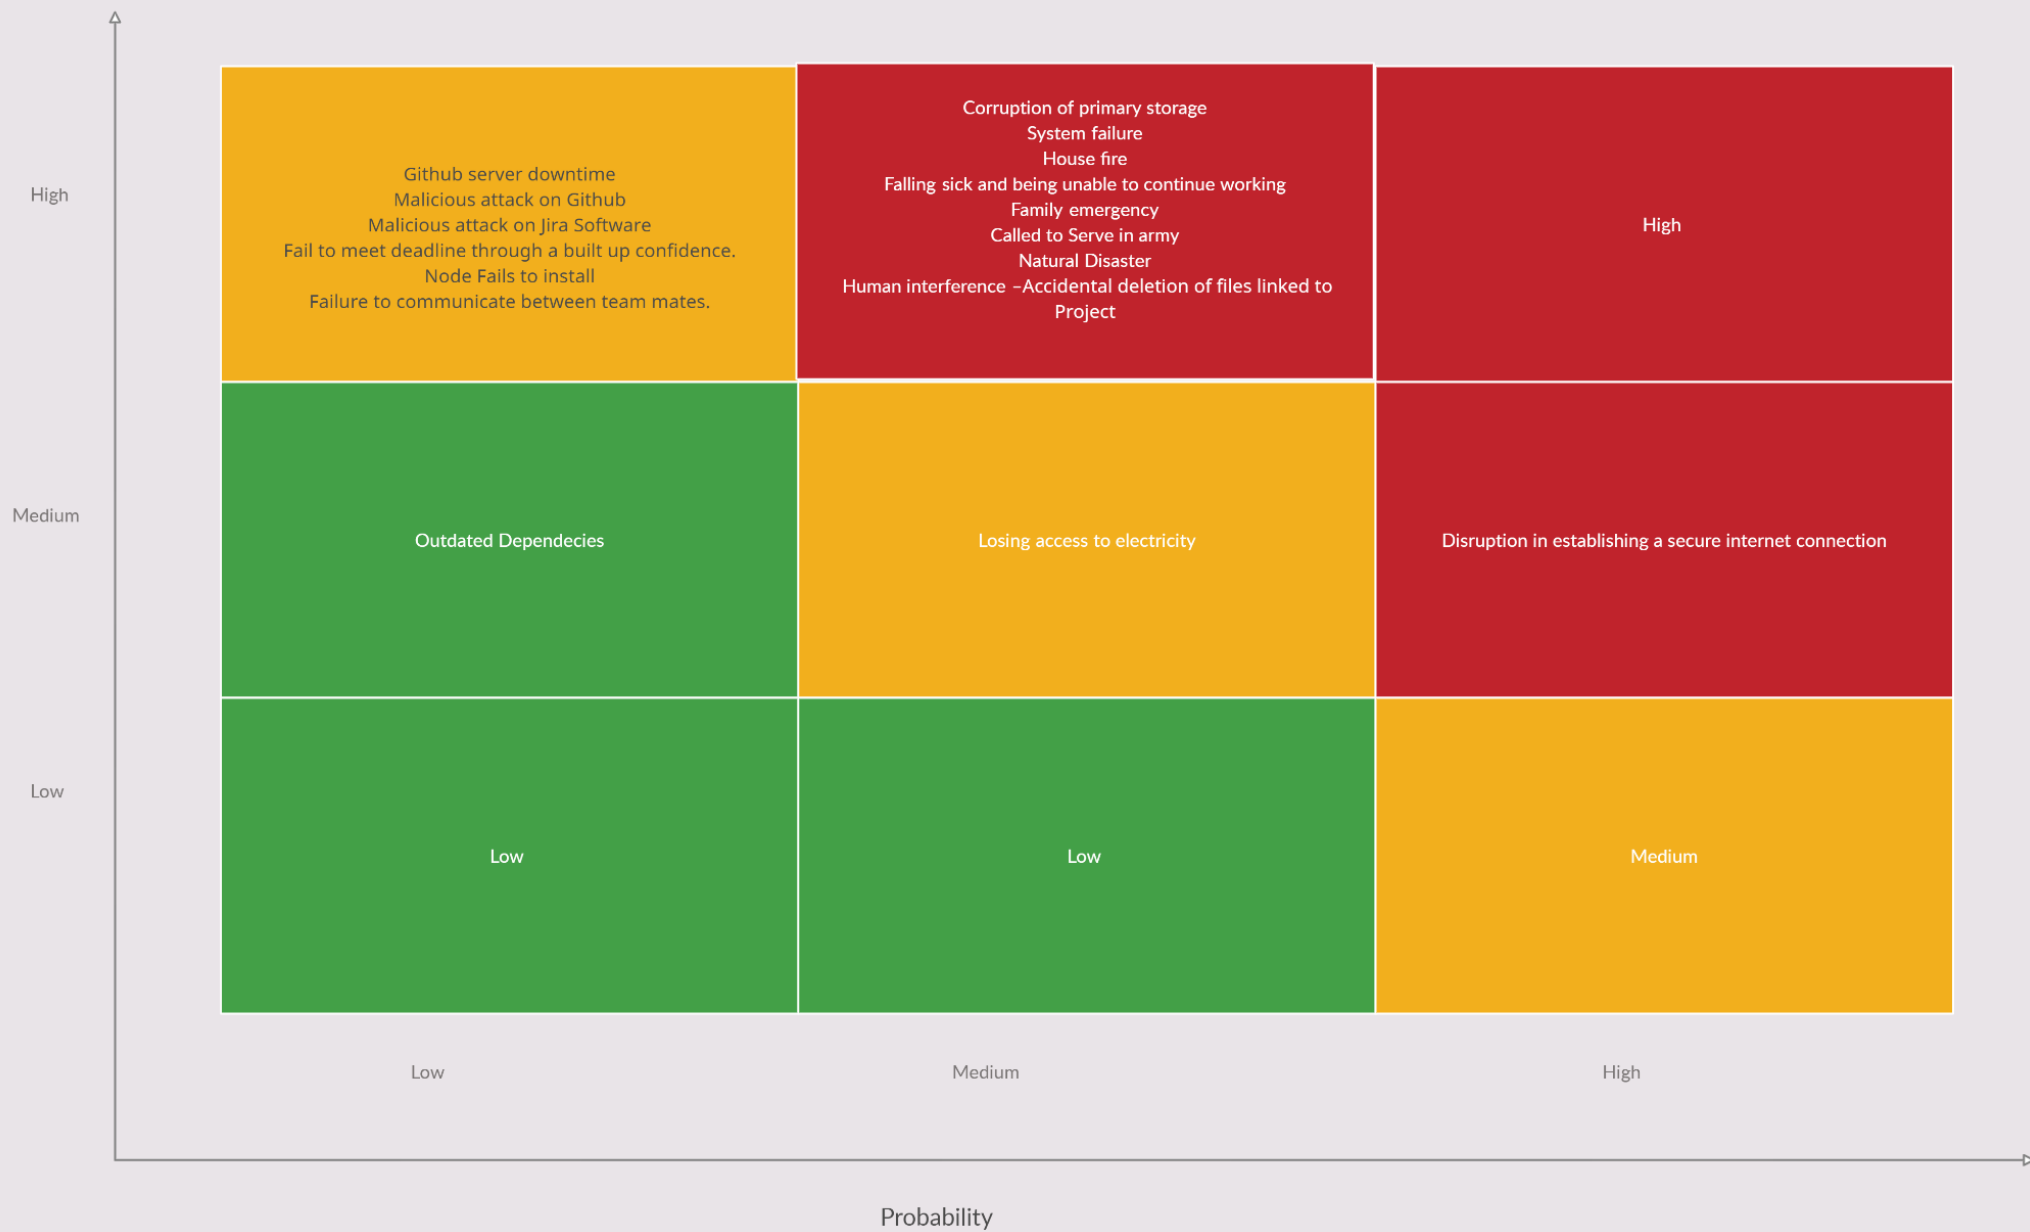 High
Github server downtime
Malicious attack on Github
Malicious attack on Jira Software
Fail to meet deadline through a built up confidence.
Node Fails to install
Failure to communicate between team mates.
Corruption of primary storage
System failure
House fire
Falling sick and being unable to continue working
Family emergency
Called to Serve in army
Natural Disaster
Human interference –Accidental deletion of files linked to
Project
High
Medium
Outdated Dependecies
Losing access to electricity
Disruption in establishing a secure internet connection
Low
Low
Low
Medium
Low
Medium
High
Probability